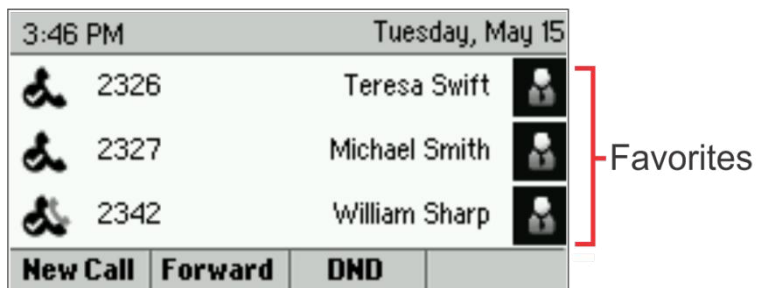 3:46 PM Tuesday, May 15
2326 Teresa Swift
2327 Michael Smith
2342 William Sharp
Favorites
New Call Forward DND